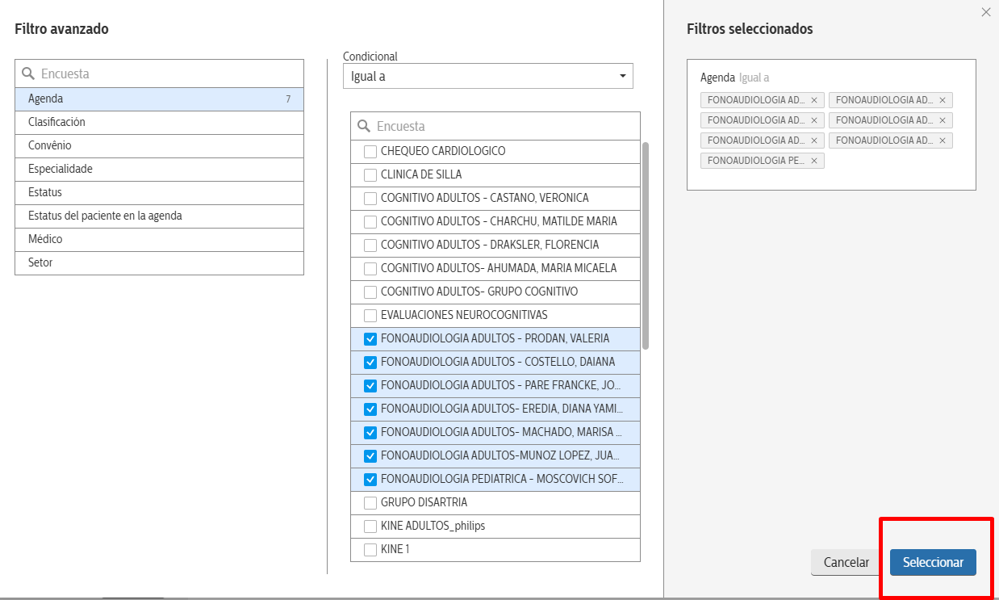 Filtro avanzado
Encuesta
Agenda 7
Clasificación
Convênio
Especialidade
Estatus
Estatus del paciente en la agenda
Médico
Setor
Condicional
Igual a
Encuesta
CHEQUEO CARDIOLOGICO
CLINICA DE SILLA
COGNITIVO ADULTOS - CASTANO, VERONICA
COGNITIVO ADULTOS - CHARCHU, MATILDE MARIA
COGNITIVO ADULTOS - DRAKSLER, FLORENCIA
COGNITIVO ADULTOS- AHUMADA, MARIA MICAELA
COGNITIVO ADULTOS- GRUPO COGNITIVO
EVALUACIONES NEUROCOGNITIVAS
FONOAUDIOLOGIA ADULTOS - PRODAN, VALERIA
FONOAUDIOLOGIA ADULTOS - COSTELLO, DAIANA
FONOAUDIOLOGIA ADULTOS - PARE FRANCKE, JO...
FONOAUDIOLOGIA ADULTOS- EREDIA, DIANA YAMI...
FONOAUDIOLOGIA ADULTOS- MACHADO, MARISA ...
FONOAUDIOLOGIA ADULTOS-MUNOZ LOPEZ, JUA...
FONOAUDIOLOGIA PEDIATRICA - MOSCOVICH SOF...
GRUPO DISARTRIA
KINE ADULTOS_philips
KINE 1
Filtros seleccionados
Agenda Igual a
FONOAUDIOLOGIA AD... × FONOAUDIOLOGIA AD... ×
FONOAUDIOLOGIA AD... × FONOAUDIOLOGIA AD... ×
FONOAUDIOLOGIA AD... × FONOAUDIOLOGIA AD... ×
FONOAUDIOLOGIA PE... ×
Cancelar Seleccionar